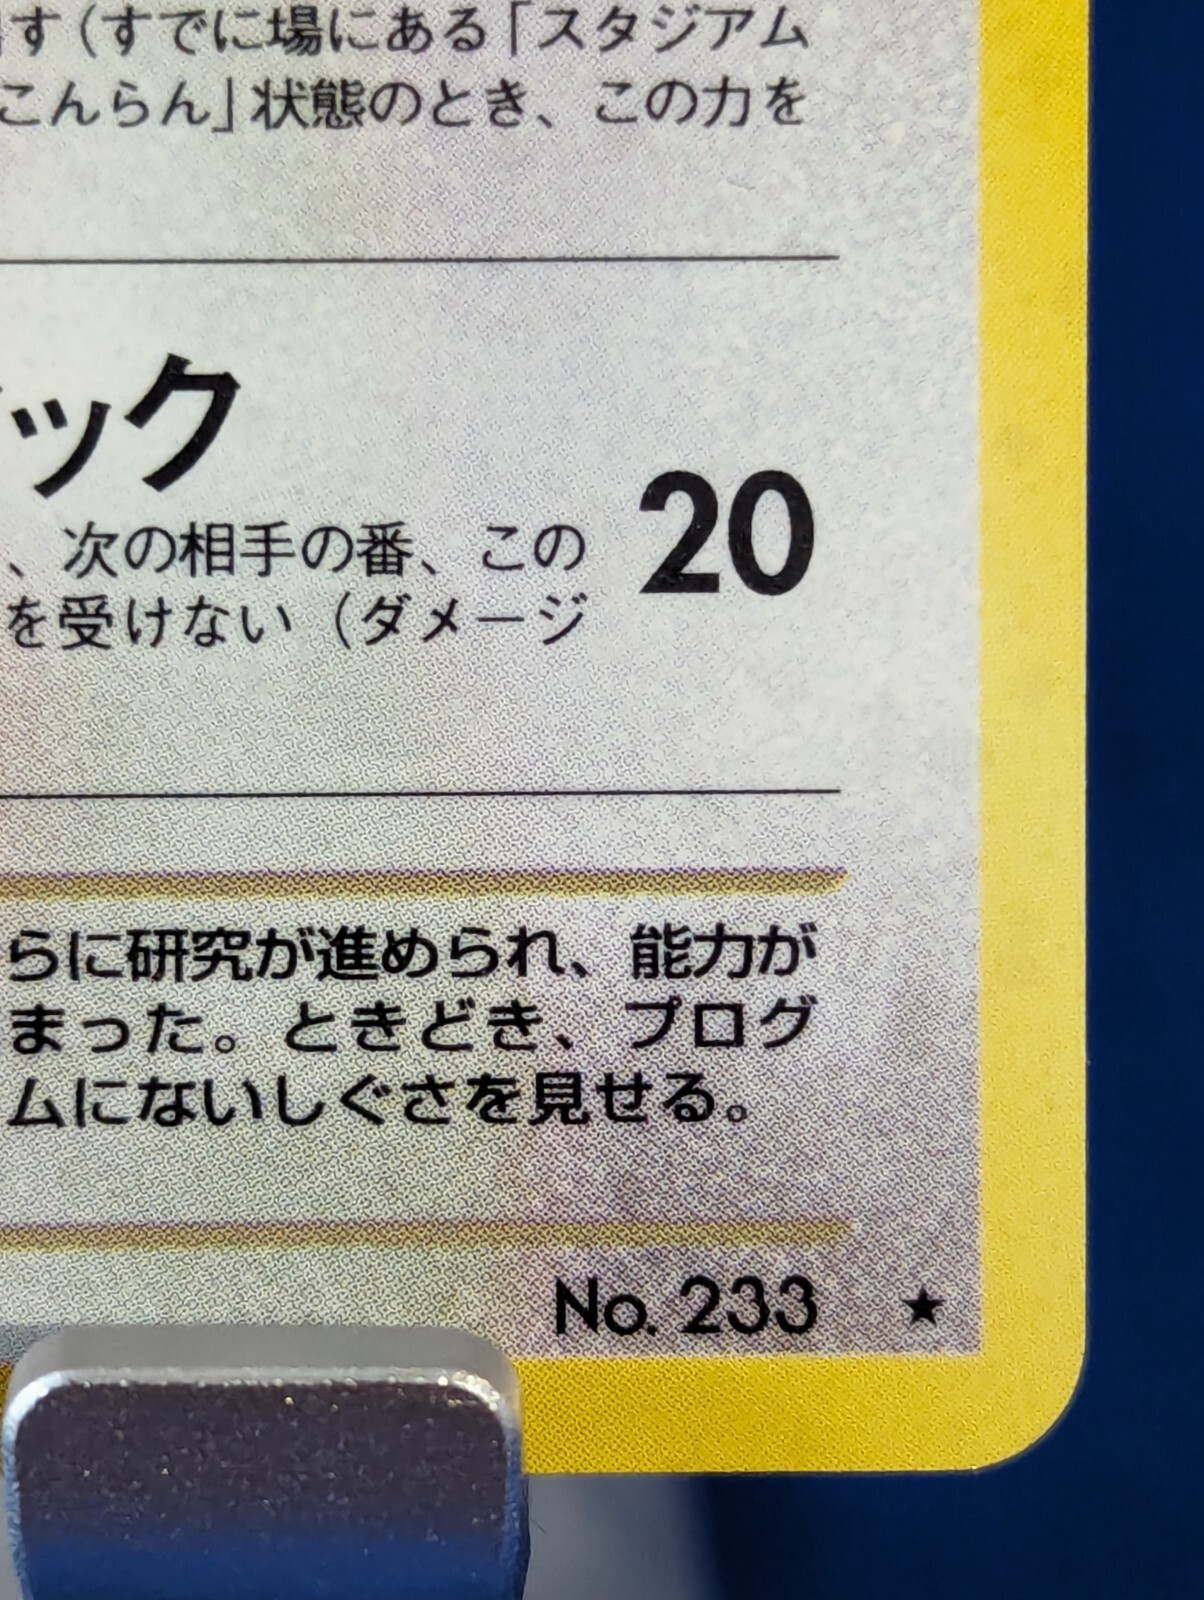 す（すでに場にある「スタジアム
こんらん」状態のとき、この力を
ック
20
、次の相手の番、この
を受けない（ダメージ
らに研究が進められ、能力が
まった。ときどき、プログ
ムにないしぐさを見せる。
No. 233 ★